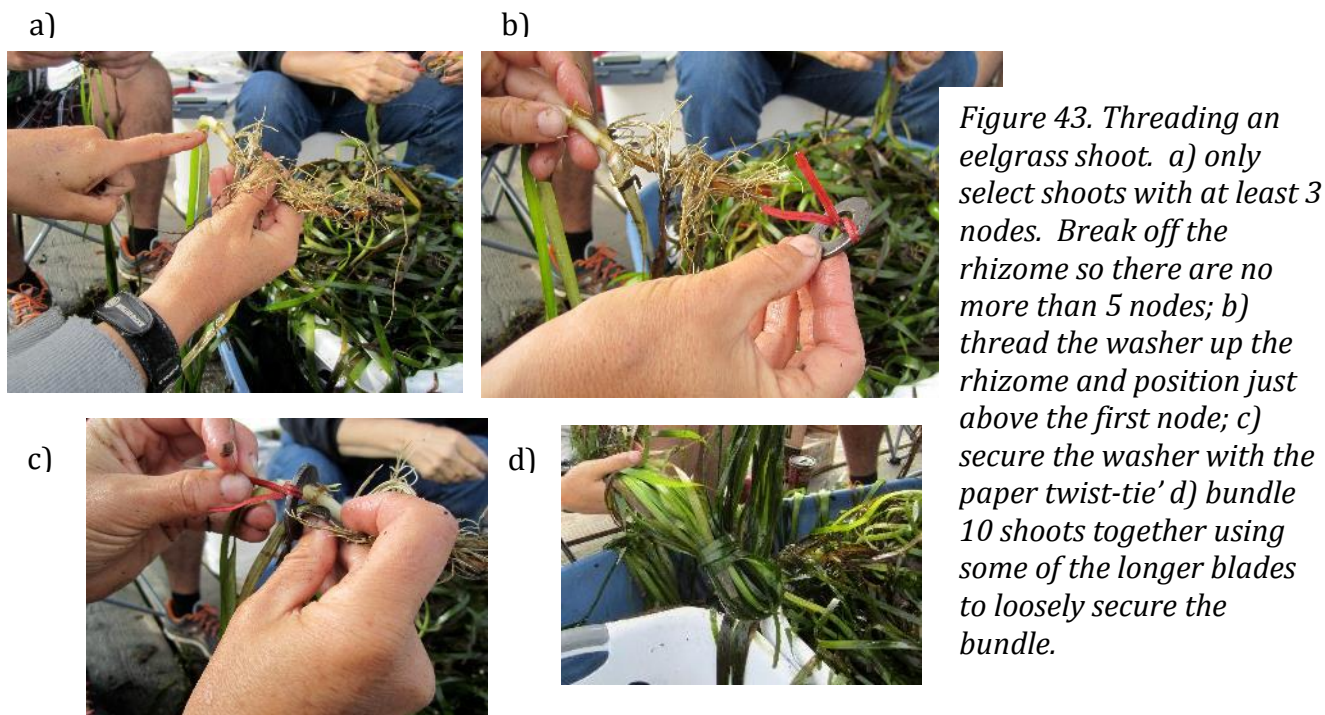 a)
b)
Figure 43. Threading an
eelgrass shoot. a) only
select shoots with at least 3
nodes. Break off the
rhizome so there are no
more than 5 nodes; b)
thread the washer up the
rhizome and position just
above the first node; c)
secure the washer with the
paper twist-tie’ d) bundle
10 shoots together using
some of the longer blades
to loosely secure the
bundle.
c)
d)